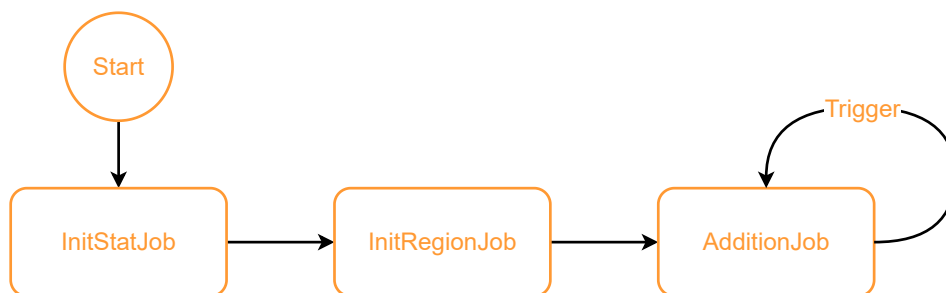 Start
Trigger
InitStatJob
InitRegionJob
AdditionJob